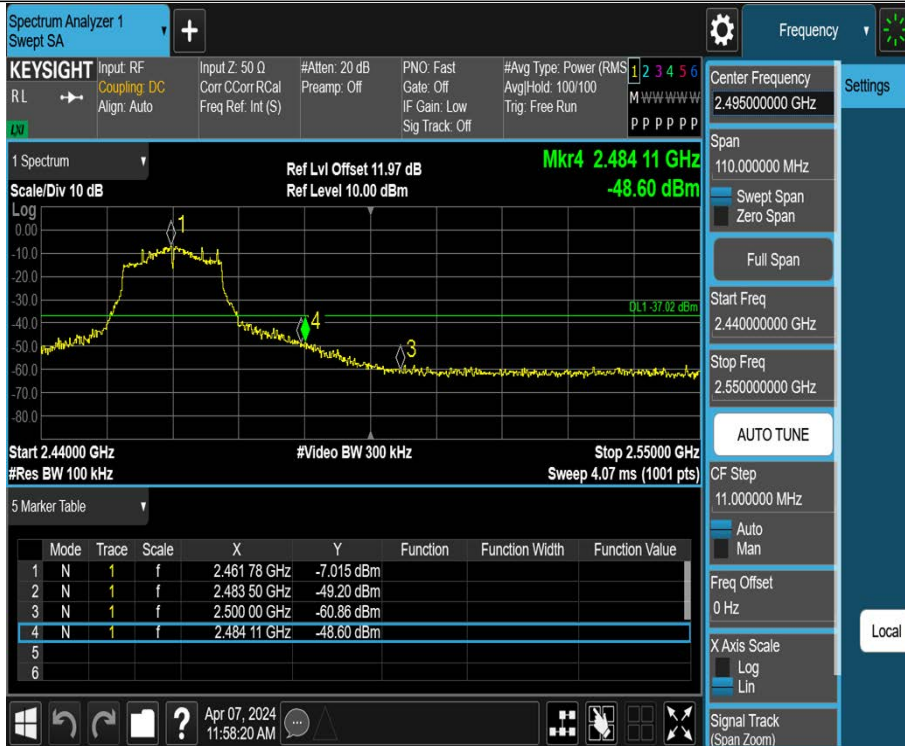 Spectrum Analyzer 1
Swept SA
+
Frequency
KEYSIGHT
RL
LXI
Input: RF
Coupling: DC
Align: Auto
Input Z: 50 Ω
Corr CCorr RCal
Freq Ref: Int (S)
#Atten: 20 dB
Preamp: Off
PNO: Fast
Gate: Off
IF Gain: Low
Sig Track: Off
#Avg Type: Power (RMS
Avg|Hold: 100/100
Trig: Free Run
1 2 3 4 5 6
M W W W W W
P P P P P P
Center Frequency
2.495000000 GHz
Settings
1 Spectrum
Scale/Div 10 dB
Ref Lvl Offset 11.97 dB
Ref Level 10.00 dBm
Mkr4 2.484 11 GHz
-48.60 dBm
Span
110.000000 MHz
Swept Span
Zero Span
Log
0.00
-10.0
-20.0
-30.0
-40.0
-50.0
-60.0
-70.0
-80.0
1
4
3
DL1 -37.02 dBm
Full Span
Start Freq
2.440000000 GHz
Stop Freq
2.550000000 GHz
AUTO TUNE
Start 2.44000 GHz
#Res BW 100 kHz
#Video BW 300 kHz
Stop 2.55000 GHz
Sweep 4.07 ms (1001 pts)
CF Step
11.000000 MHz
Auto
Man
5 Marker Table
Mode Trace Scale X Y Function Function Width Function Value
1 N 1 f 2.461 78 GHz -7.015 dBm
2 N 1 f 2.483 50 GHz -49.20 dBm
3 N 1 f 2.500 00 GHz -60.86 dBm
4 N 1 f 2.484 11 GHz -48.60 dBm
5
6
Freq Offset
0 Hz
Local
X Axis Scale
Log
Lin
Signal Track
(Span Zoom)
?
Apr 07, 2024
11:58:20 AM